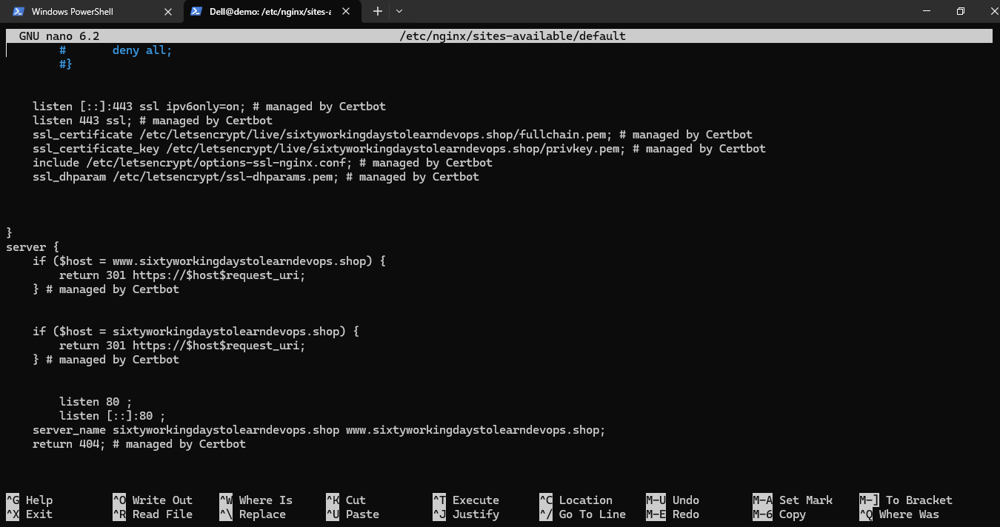 Windows PowerShell
Dell@demo: /etc/nginx/sites-a
GNU nano 6.2 /etc/nginx/sites-available/default
# deny all;
#}
listen [::]:443 ssl ipv6only=on; # managed by Certbot
listen 443 ssl; # managed by Certbot
ssl_certificate /etc/letsencrypt/live/sixtyworkingdaystolearndevops.shop/fullchain.pem; # managed by Certbot
ssl_certificate_key /etc/letsencrypt/live/sixtyworkingdaystolearndevops.shop/privkey.pem; # managed by Certbot
include /etc/letsencrypt/options-ssl-nginx.conf; # managed by Certbot
ssl_dhparam /etc/letsencrypt/ssl-dhparams.pem; # managed by Certbot
}
server {
if ($host = www.sixtyworkingdaystolearndevops.shop) {
return 301 https://$host$request_uri;
} # managed by Certbot
if ($host = sixtyworkingdaystolearndevops.shop) {
return 301 https://$host$request_uri;
} # managed by Certbot
listen 80 ;
listen [::]:80 ;
server_name sixtyworkingdaystolearndevops.shop www.sixtyworkingdaystolearndevops.shop;
return 404; # managed by Certbot
^G Help ^O Write Out ^W Where Is ^K Cut ^T Execute ^C Location M-U Undo M-A Set Mark M-] To Bracket
^X Exit ^R Read File ^\ Replace ^U Paste ^J Justify ^/ Go To Line M-E Redo M-6 Copy ^Q Where Was